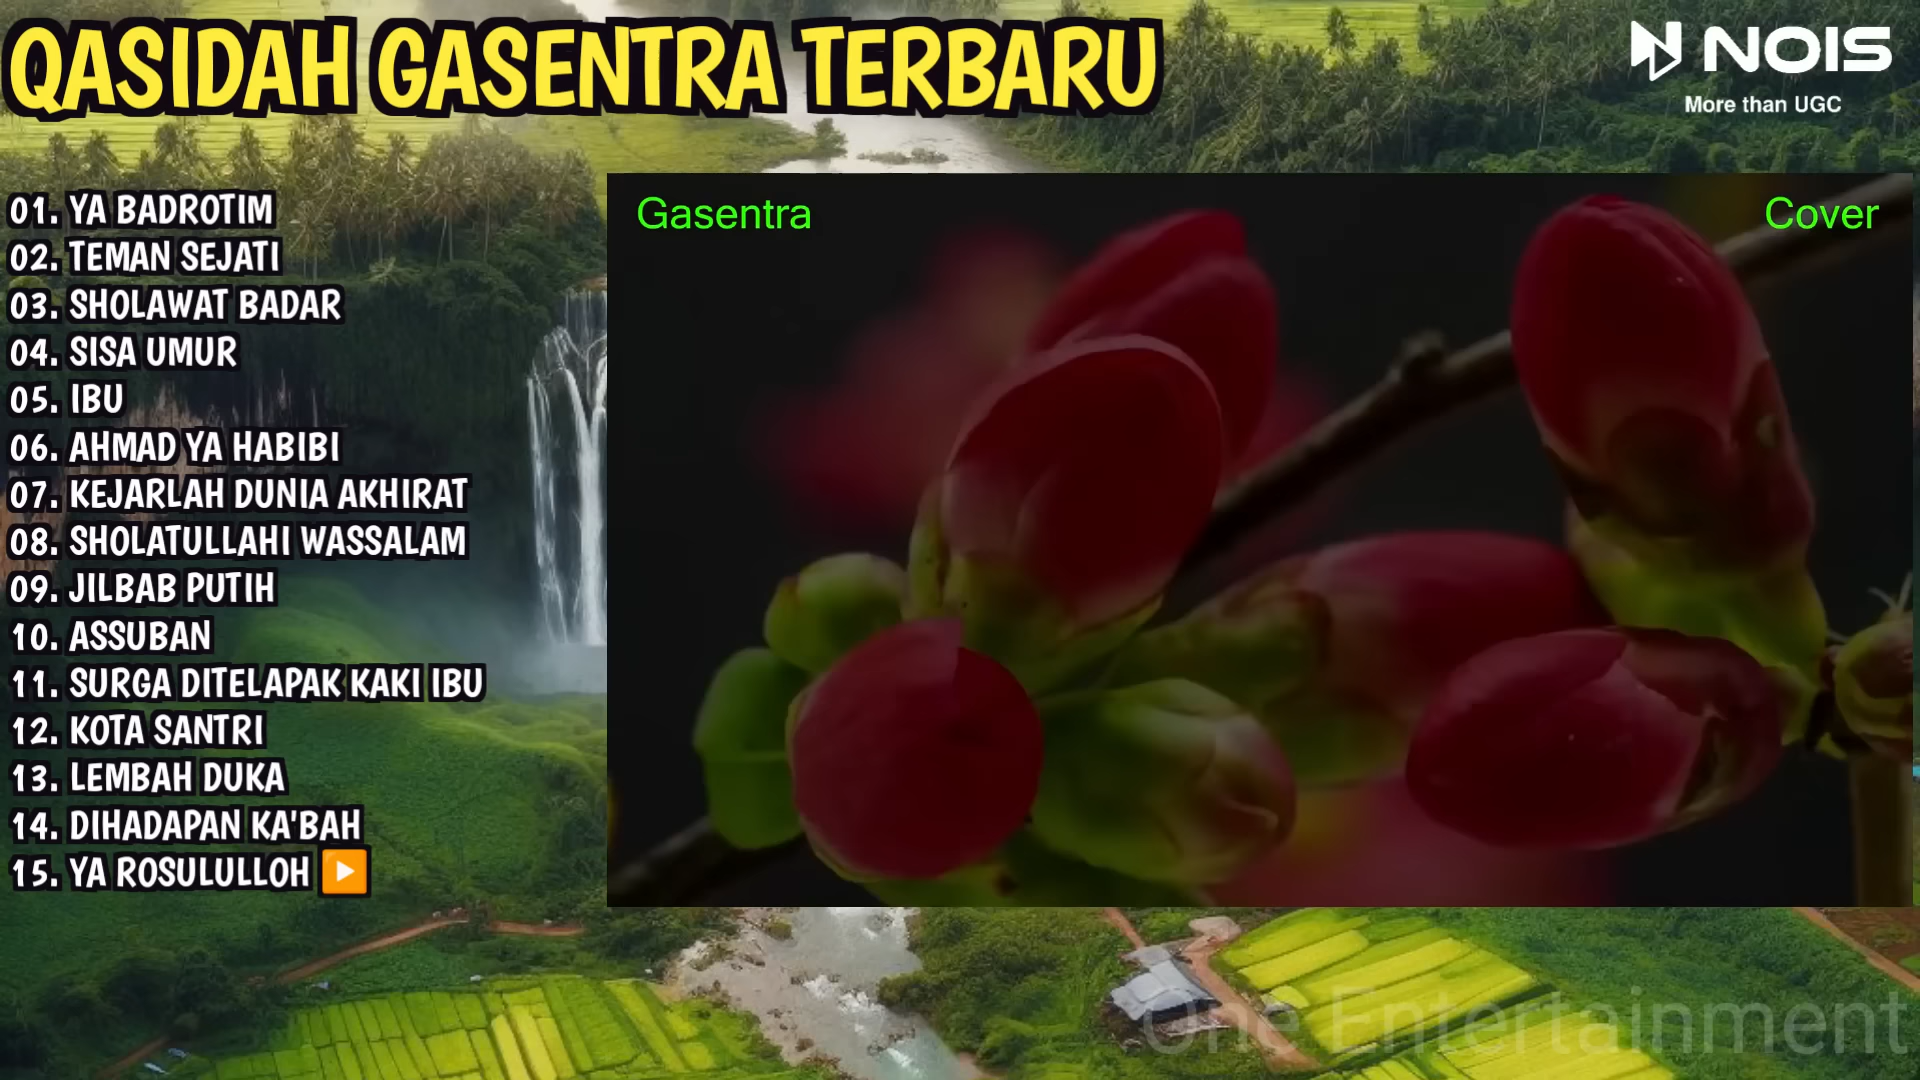 QASIDAH GASENTRA TERBARU
NOIS
More than UGC
01. YA BADROTIM
02. TEMAN SEJATI
03. SHOLAWAT BADAR
04. SISA UMUR
05. IBU
06. AHMAD YA HABIBI
07. KEJARLAH DUNIA AKHIRAT
08. SHOLATULLAHI WASSALAM
09. JILBAB PUTIH
10. ASSUBAN
11. SURGA DITELAPAK KAKI IBU
12. KOTA SANTRI
13. LEMBAH DUKA
14. DIHADAPAN KA'BAH
15. YA ROSULULLOH
Gasentra
Cover
One Entertainment